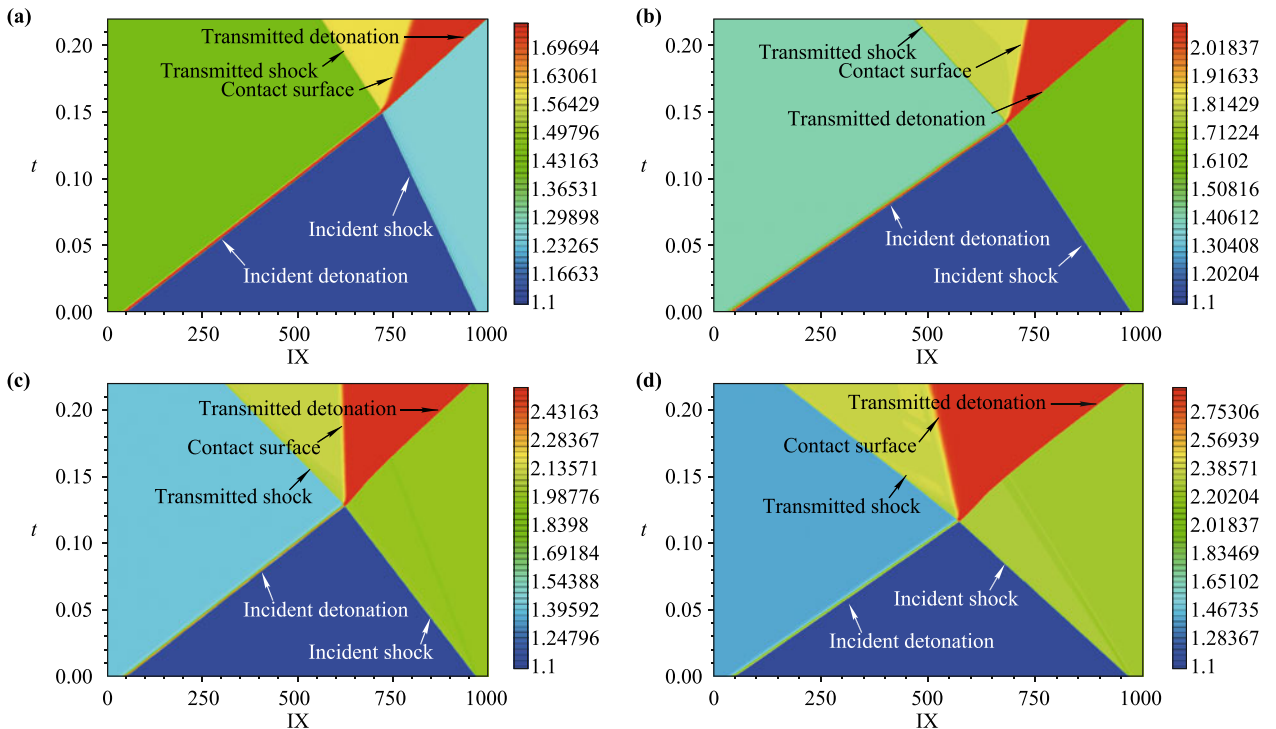 (a)
Transmitted detonation
Transmitted shock
Contact surface
Incident shock
Incident detonation
t
0.20
0.15
0.10
0.05
0.00
0
250
500
750
1000
IX
1.69694
1.63061
1.56429
1.49796
1.43163
1.36531
1.29898
1.23265
1.16633
1.1
(b)
Transmitted shock
Contact surface
Transmitted detonation
Incident detonation
Incident shock
t
0.20
0.15
0.10
0.05
0.00
0
250
500
750
1000
IX
2.01837
1.91633
1.81429
1.71224
1.6102
1.50816
1.40612
1.30408
1.20204
1.1
(c)
Transmitted detonation
Contact surface
Transmitted shock
Incident detonation
Incident shock
t
0.20
0.15
0.10
0.05
0.00
0
250
500
750
1000
IX
2.43163
2.28367
2.13571
1.98776
1.8398
1.69184
1.54388
1.39592
1.24796
1.1
(d)
Transmitted detonation
Contact surface
Transmitted shock
Incident shock
Incident detonation
t
0.20
0.15
0.10
0.05
0.00
0
250
500
750
1000
IX
2.75306
2.56939
2.38571
2.20204
2.01837
1.83469
1.65102
1.46735
1.28367
1.1